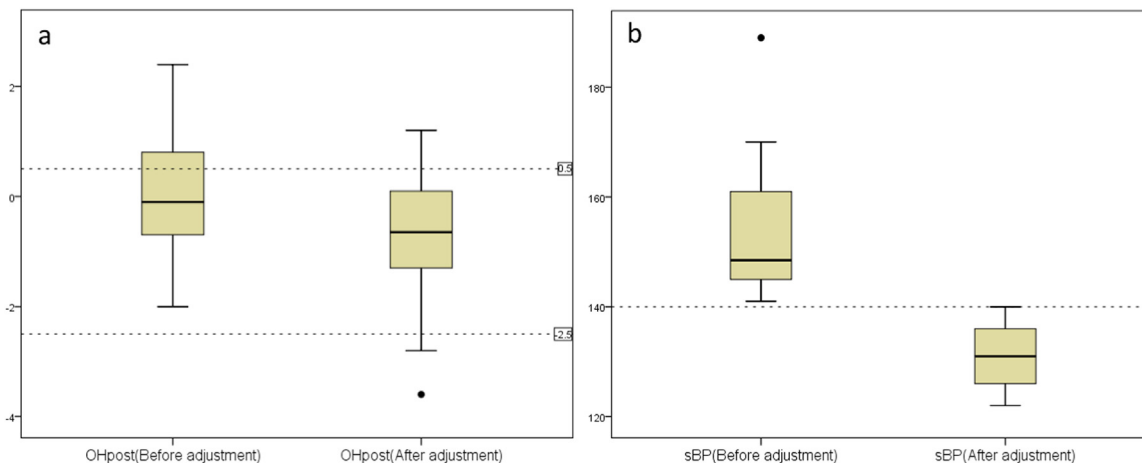 a
2
0
-2
-4
0.5
-2.5
OHpost(Before adjustment)
OHpost(After adjustment)
b
180
160
140
120
sBP(Before adjustment)
sBP(After adjustment)